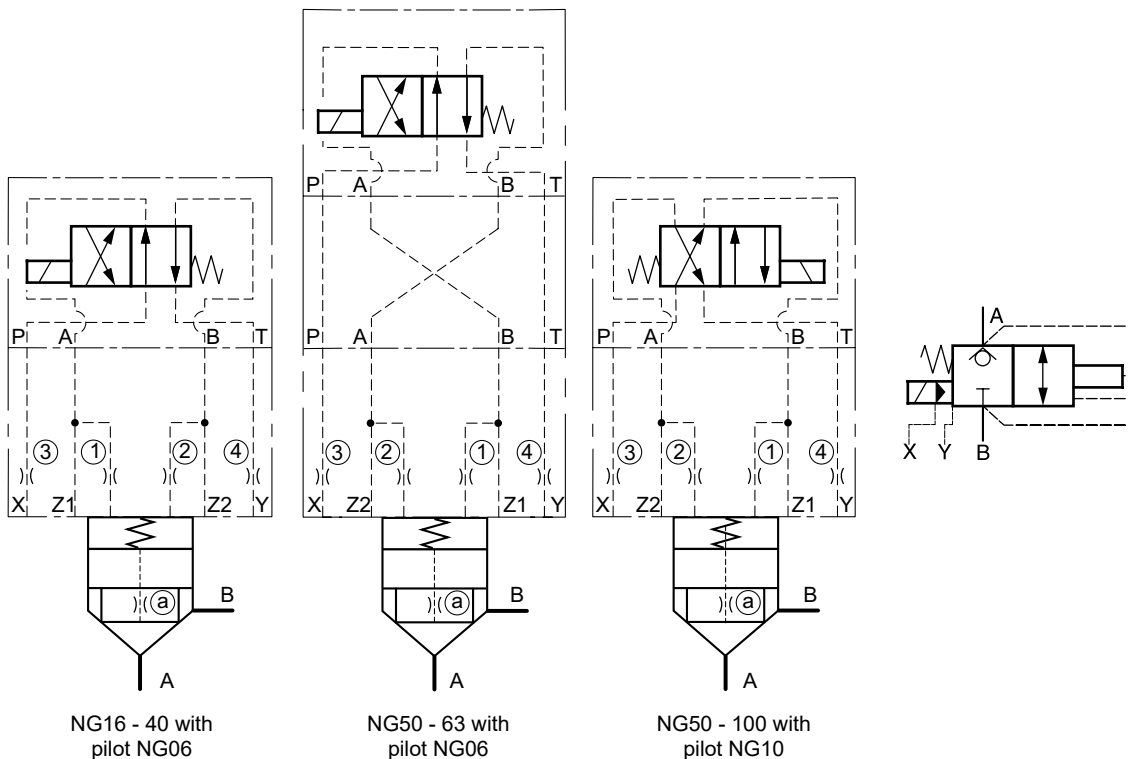 P A B T
P A B T
P A B T
P A B T
3 1 2 4
3 2 1 4
3 2 1 4
X Z1 Z2 Y
X Z2 Z1 Y
X Z2 Z1 Y
a B
a B
a B
A
A
A
NG16 - 40 with
pilot NG06
NG50 - 63 with
pilot NG06
NG50 - 100 with
pilot NG10
A
X Y B